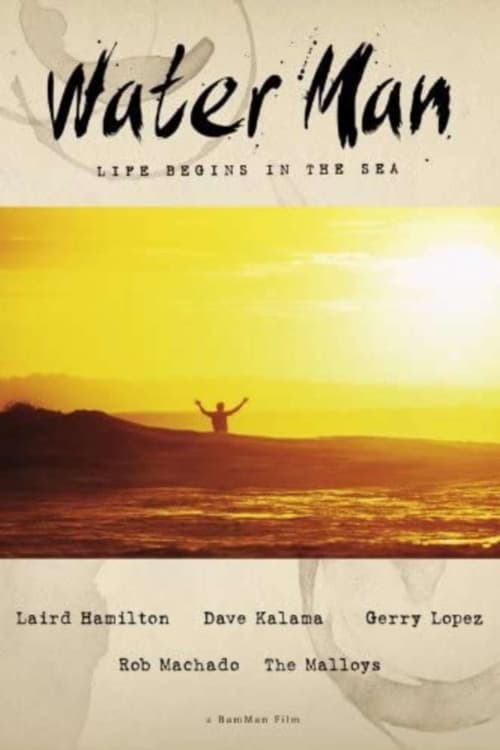 Water Man
LIFE BEGINS IN THE SEA
Laird Hamilton Dave Kalama Gerry Lopez
Rob Machado The Malloys
a BamMan Film